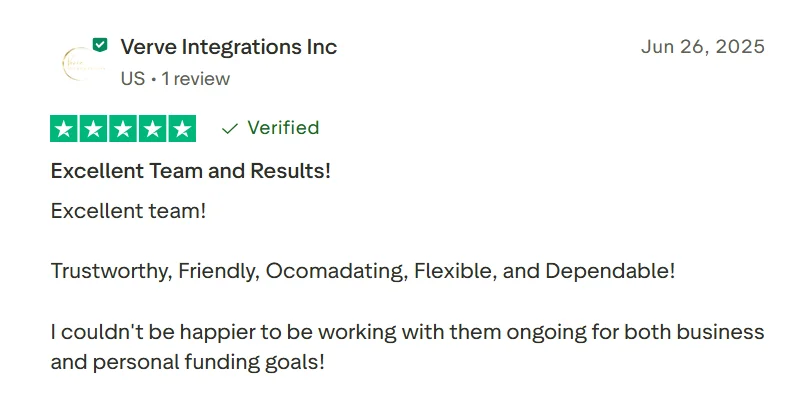 Verve Integrations Inc
Jun 26, 2025
US • 1 review
Verified
Excellent Team and Results!
Excellent team!
Trustworthy, Friendly, Ocomadating, Flexible, and Dependable!
I couldn't be happier to be working with them ongoing for both business
and personal funding goals!